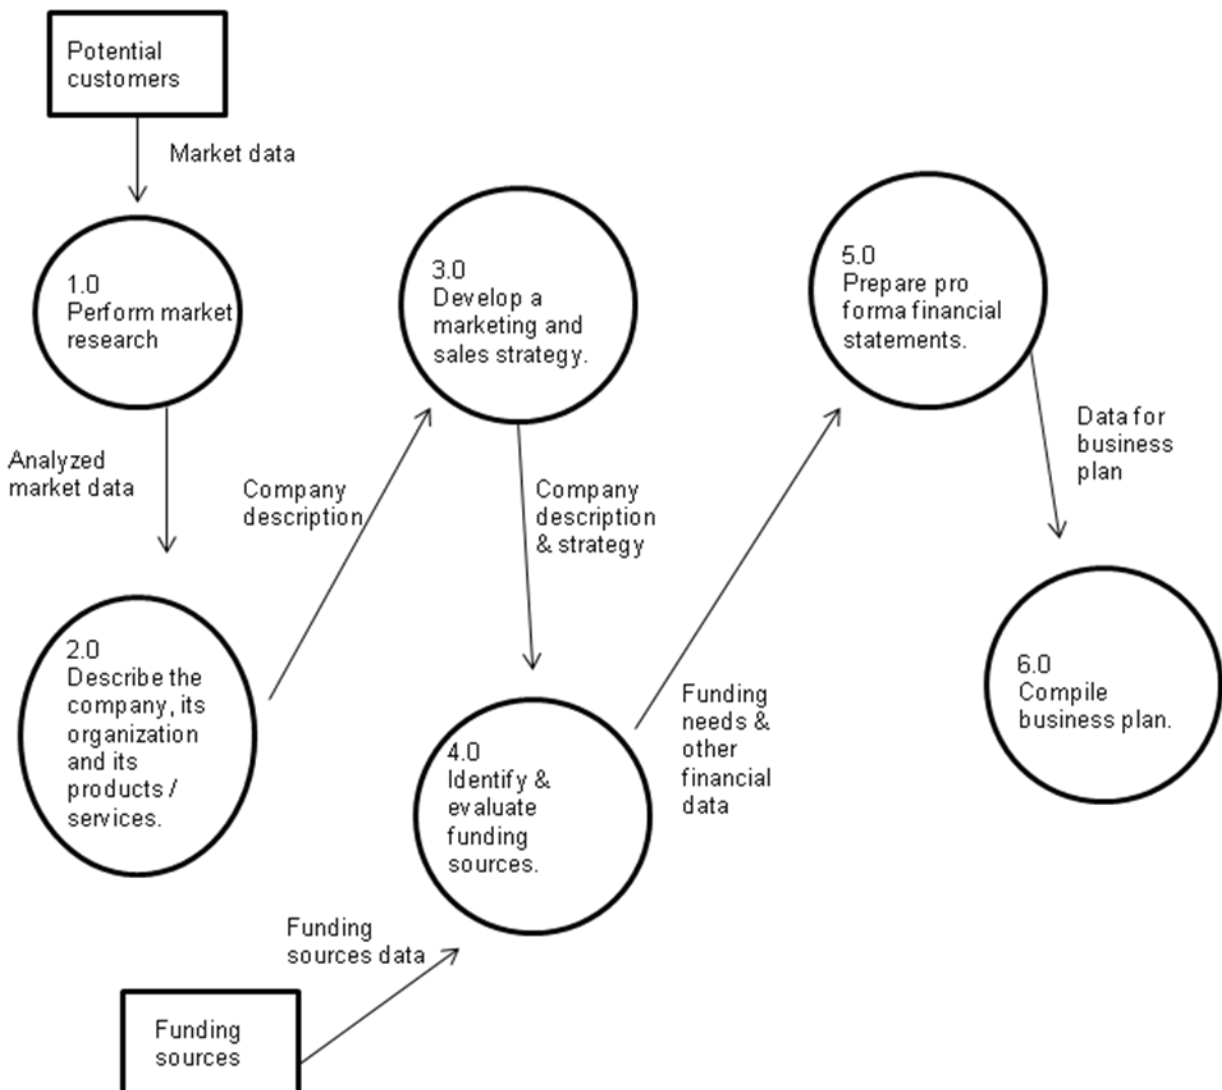 Potential
customers
Market data
1.0
Perform market
research
Analyzed
market data
2.0
Describe the
company, its
organization
and its
products /
services.
Company
description
3.0
Develop a
marketing and
sales strategy.
Company
description
& strategy
4.0
Identify &
evaluate
funding
sources.
Funding
sources data
Funding
sources
Funding
needs &
other
financial
data
5.0
Prepare pro
forma financial
statements.
Data for
business
plan
6.0
Compile
business plan.